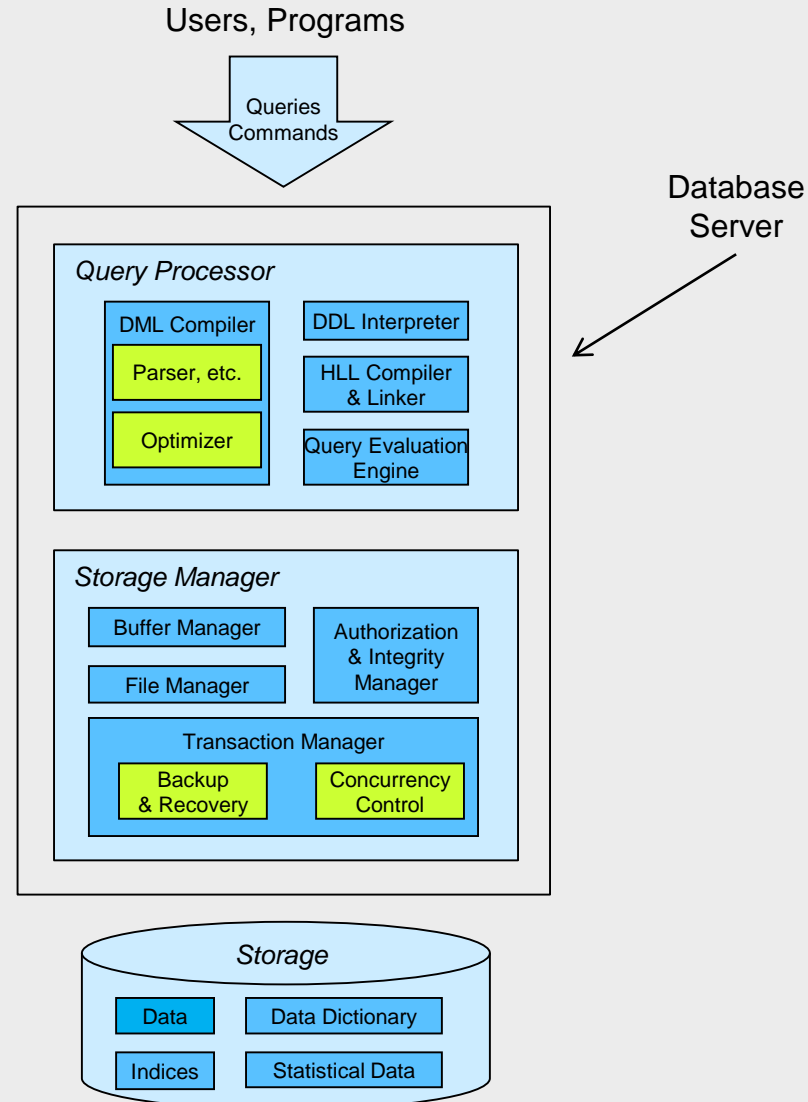 Users, Programs
Queries
Commands
Database
Server
Query Processor
DML Compiler
Parser, etc.
Optimizer
DDL Interpreter
HLL Compiler
& Linker
Query Evaluation
Engine
Storage Manager
Buffer Manager
File Manager
Authorization
& Integrity
Manager
Transaction Manager
Backup
& Recovery
Concurrency
Control
Storage
Data
Data Dictionary
Indices
Statistical Data